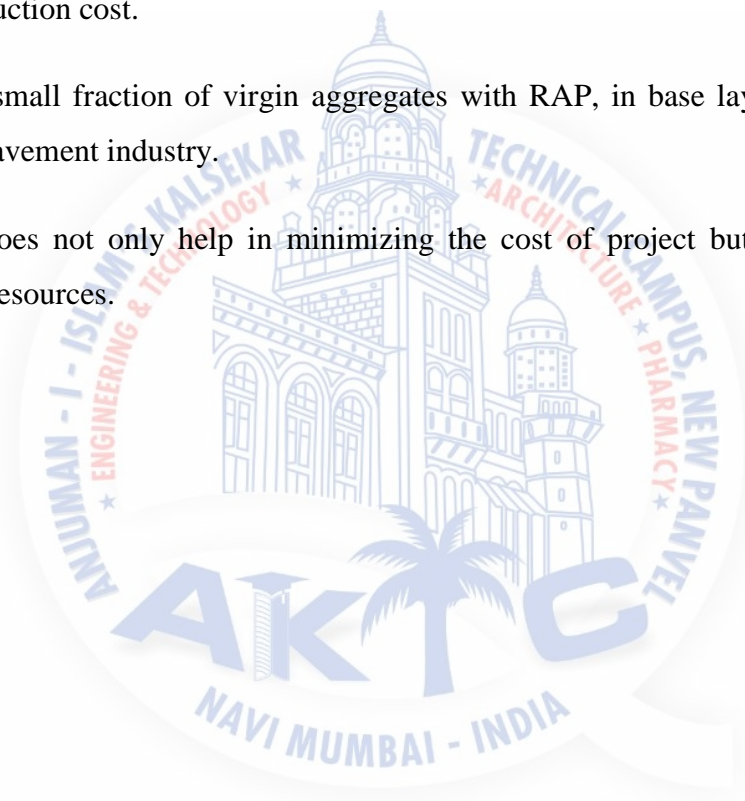 uction cost.
small fraction of virgin aggregates with RAP, in base lay
avement industry.
oes not only help in minimizing the cost of project but
esources.
ANJUMAN - I - ISLAM'S KALSEKAR TECHNICAL CAMPUS, NEW PANVEL
★ ENGINEERING & TECHNOLOGY ★ ★ARCHITECTURE ★ PHARMACY★
AKTC
NAVI MUMBAI - INDIA